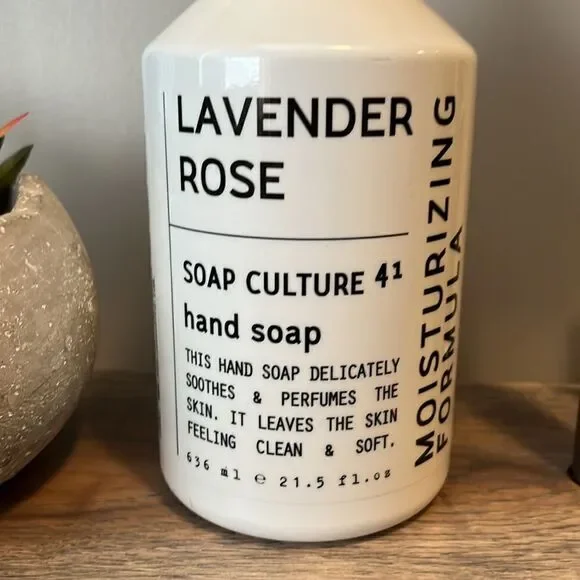 LAVENDER
ROSE
SOAP CULTURE 41
hand soap
THIS HAND SOAP DELICATELY
SOOTHES & PERFUMES THE
SKIN. IT LEAVES THE SKIN
FEELING CLEAN & SOFT.
636 ml ℮ 21.5 fl.oz
MOISTURIZING
FORMULA